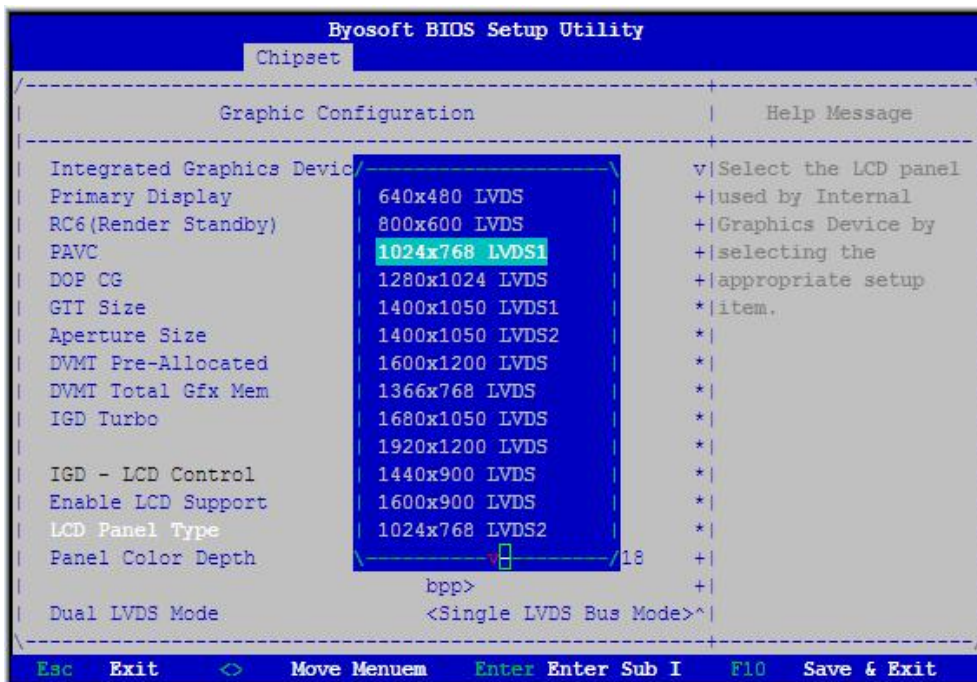 Byosoft BIOS Setup Utility
Chipset
Graphic Configuration
Help Message
Integrated Graphics Devic
Primary Display
RC6(Render Standby)
PAVC
DOP CG
GTT Size
Aperture Size
DVMT Pre-Allocated
DVMT Total Gfx Mem
IGD Turbo
IGD - LCD Control
Enable LCD Support
LCD Panel Type
Panel Color Depth
18
bpp>
Dual LVDS Mode <Single LVDS Bus Mode>^
640x480 LVDS
800x600 LVDS
1024x768 LVDS1
1280x1024 LVDS
1400x1050 LVDS1
1400x1050 LVDS2
1600x1200 LVDS
1366x768 LVDS
1680x1050 LVDS
1920x1200 LVDS
1440x900 LVDS
1600x900 LVDS
1024x768 LVDS2
Select the LCD panel
used by Internal
Graphics Device by
selecting the
appropriate setup
item.
Esc Exit <> Move Menuem Enter Enter Sub I F10 Save & Exit